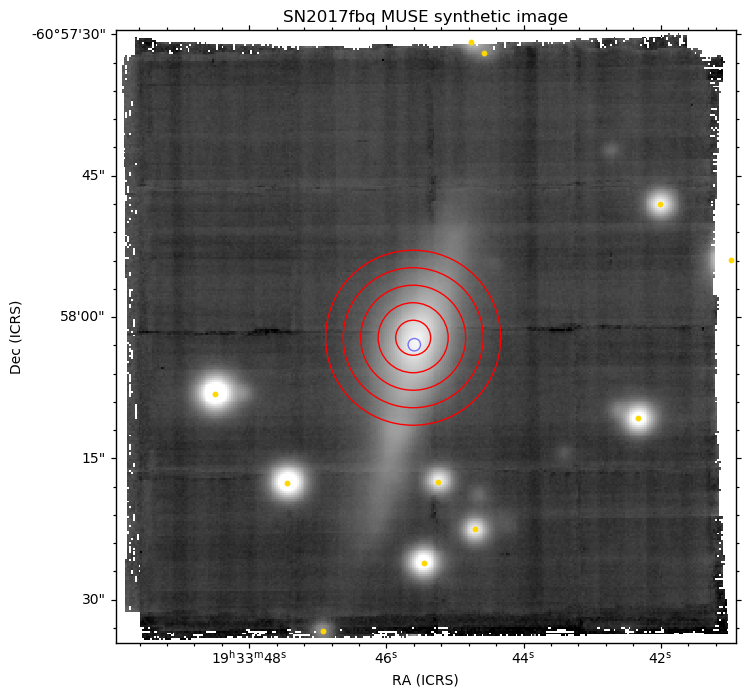 SN2017fbq MUSE synthetic image
-60°57'30"
45"
58'00"
15"
30"
Dec (ICRS)
19h33m48s 46s 44s 42s
RA (ICRS)